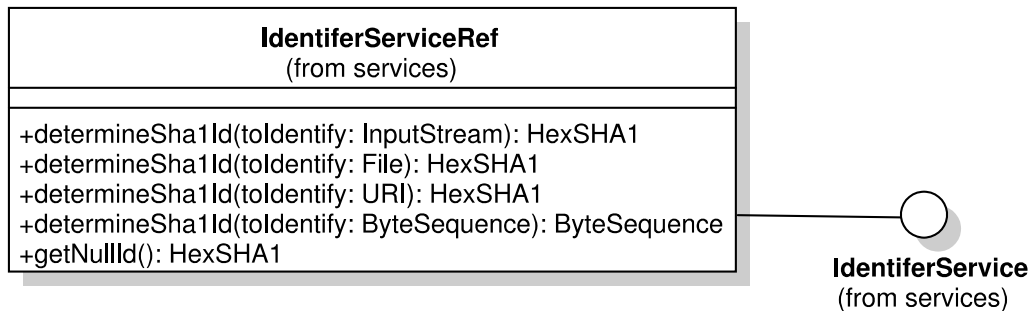 IdentiferServiceRef
(from services)
+determineSha1Id(toIdentify: InputStream): HexSHA1
+determineSha1Id(toIdentify: File): HexSHA1
+determineSha1Id(toIdentify: URI): HexSHA1
+determineSha1Id(toIdentify: ByteSequence): ByteSequence
+getNullId(): HexSHA1
IdentiferService
(from services)